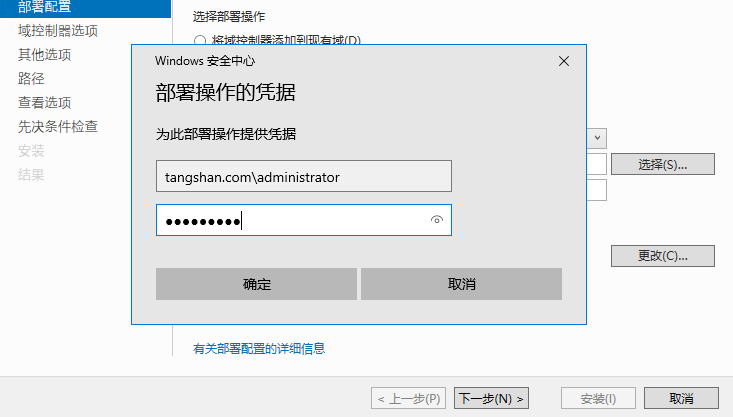 部署配置
域控制器选项
其他选项
路径
查看选项
先决条件检查
安装
结果
选择部署操作
将域控制器添加到现有域(D)
Windows 安全中心
部署操作的凭据
为此部署操作提供凭据
tangshan.com\administrator
●●●●●●●●●
确定
取消
选择(S)...
更改(C)...
有关部署配置的详细信息
< 上一步(P)
下一步(N) >
安装(I)
取消